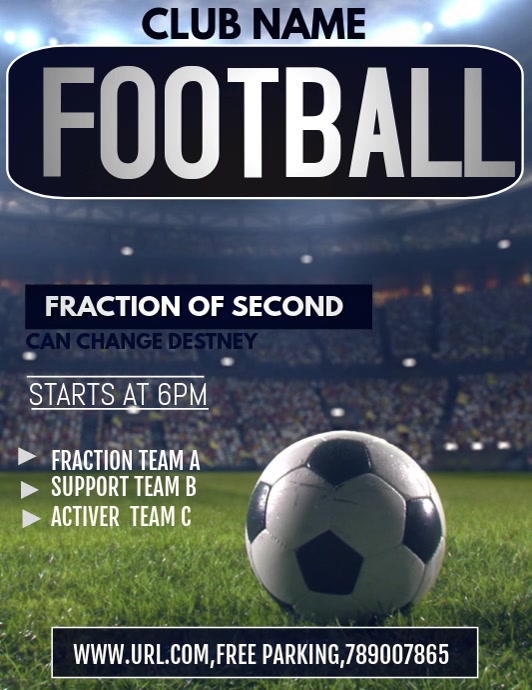 CLUB NAME
FOOTBALL
FRACTION OF SECOND
CAN CHANGE DESTNEY
STARTS AT 6PM
FRACTION TEAM A
SUPPORT TEAM B
ACTIVER TEAM C
WWW.URL.COM,FREE PARKING,789007865